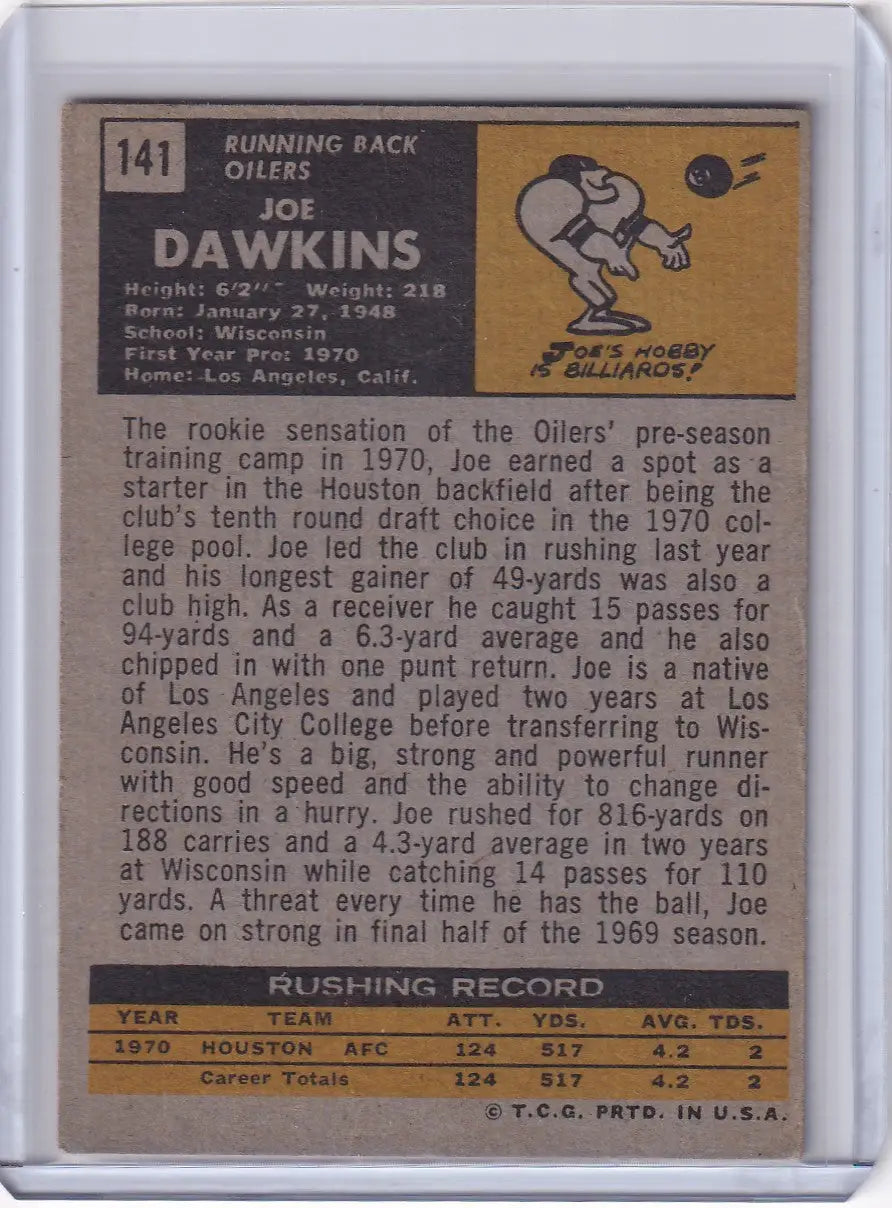 141
RUNNING BACK
OILERS
JOE
DAWKINS
Height: 6'2" Weight: 218
Born: January 27, 1948
School: Wisconsin
First Year Pro: 1970
Home: Los Angeles, Calif.
JOE'S HOBBY
IS BILLIARDS!
The rookie sensation of the Oilers' pre-season
training camp in 1970, Joe earned a spot as a
starter in the Houston backfield after being the
club's tenth round draft choice in the 1970 col-
lege pool. Joe led the club in rushing last year
and his longest gainer of 49-yards was also a
club high. As a receiver he caught 15 passes for
94-yards and a 6.3-yard average and he also
chipped in with one punt return. Joe is a native
of Los Angeles and played two years at Los
Angeles City College before transferring to Wis-
consin. He's a big, strong and powerful runner
with good speed and the ability to change di-
rections in a hurry. Joe rushed for 816-yards on
188 carries and a 4.3-yard average in two years
at Wisconsin while catching 14 passes for 110
yards. A threat every time he has the ball, Joe
came on strong in final half of the 1969 season.
RUSHING RECORD
YEAR TEAM ATT. YDS. AVG. TDS.
1970 HOUSTON AFC 124 517 4.2 2
Career Totals 124 517 4.2 2
© T.C.G. PRTD. IN U.S.A.